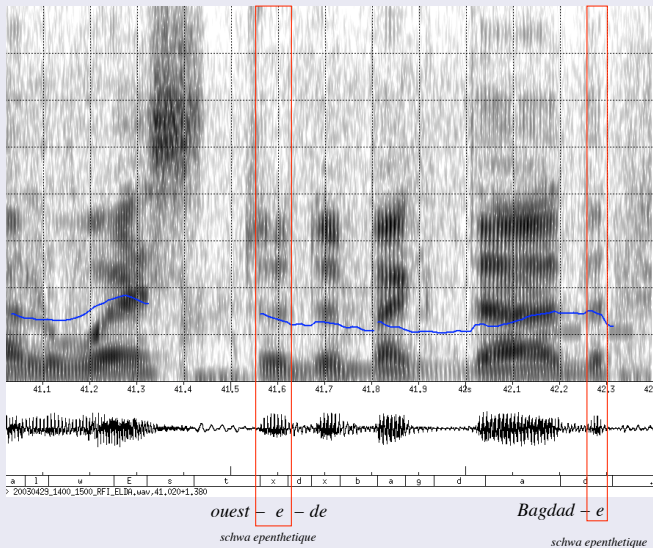 41.1 41.2 41.3 41.4 41.5 41.6 41.7 41.8 41.9 42s 42.1 42.2 42.3 42
a l w E s t x d x b a g d a d
> 20030429_1400_1500_RFI_ELDA.wav,41.020+1.380
ouest – e – de
Bagdad – e
schwa epenthetique
schwa epenthetique